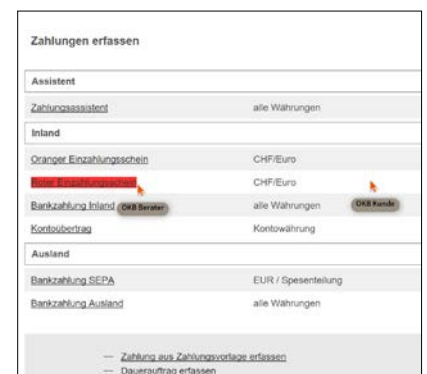 Zahlungen erfassen
Assistent
Zahlungsassistent alle Währungen
Inland
Oranger Einzahlungsschein CHF/Euro
Roter Einzahlungsschein CHF/Euro
Bankzahlung Inland OKB Berater alle Währungen OKB Kunde
Kontoübertrag Kontowährung
Ausland
Bankzahlung SEPA EUR / Spesenteilung
Bankzahlung Ausland alle Währungen
— Zahlung aus Zahlungsvorlage erfassen
— Dauerauftrag erfassen